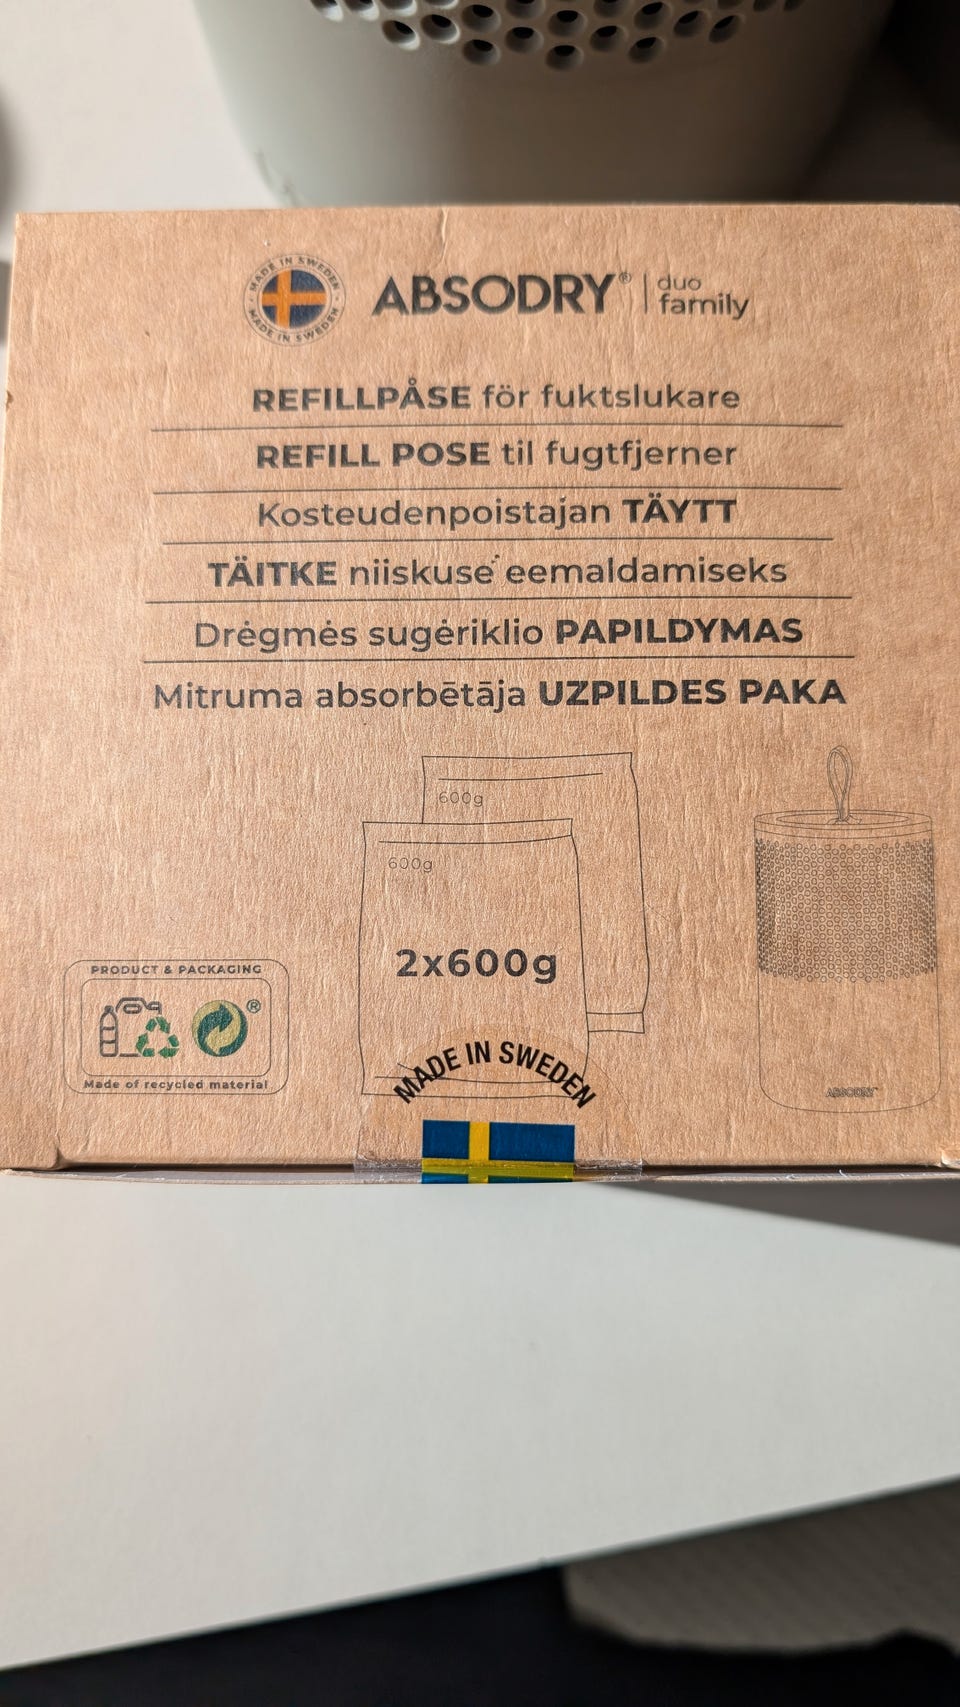 MADE IN SWEDEN · MADE IN SWEDEN ·
ABSODRY® | duo family
REFILLPÅSE för fuktslukare
REFILL POSE til fugtfjerner
Kosteudenpoistajan TÄYTT
TÄITKE niiskuse eemaldamiseks
Drėgmės sugėriklio PAPILDYMAS
Mitruma absorbētāja UZPILDES PAKA
600g
600g
2x600g
PRODUCT & PACKAGING
®
Made of recycled material
MADE IN SWEDEN
ABSODRY